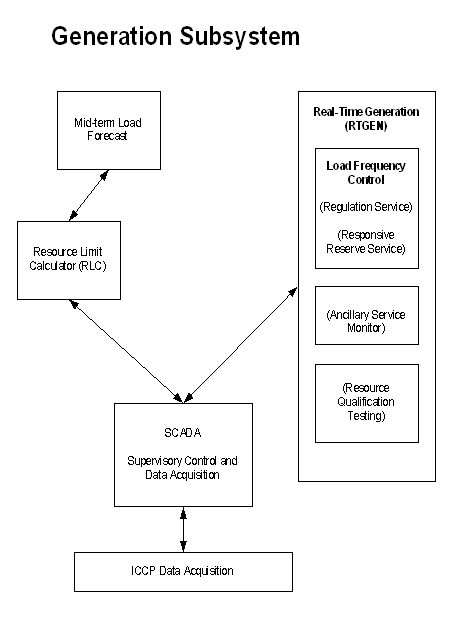 Generation Subsystem
Mid-term Load
Forecast
Real-Time Generation
(RTGEN)
Load Frequency
Control
(Regulation Service)
(Responsive
Reserve Service)
Resource Limit
Calculator (RLC)
(Ancillary Service
Monitor)
(Resource
Qualification
Testing)
SCADA
Supervisory Control and
Data Acquisition
ICCP Data Acquisition